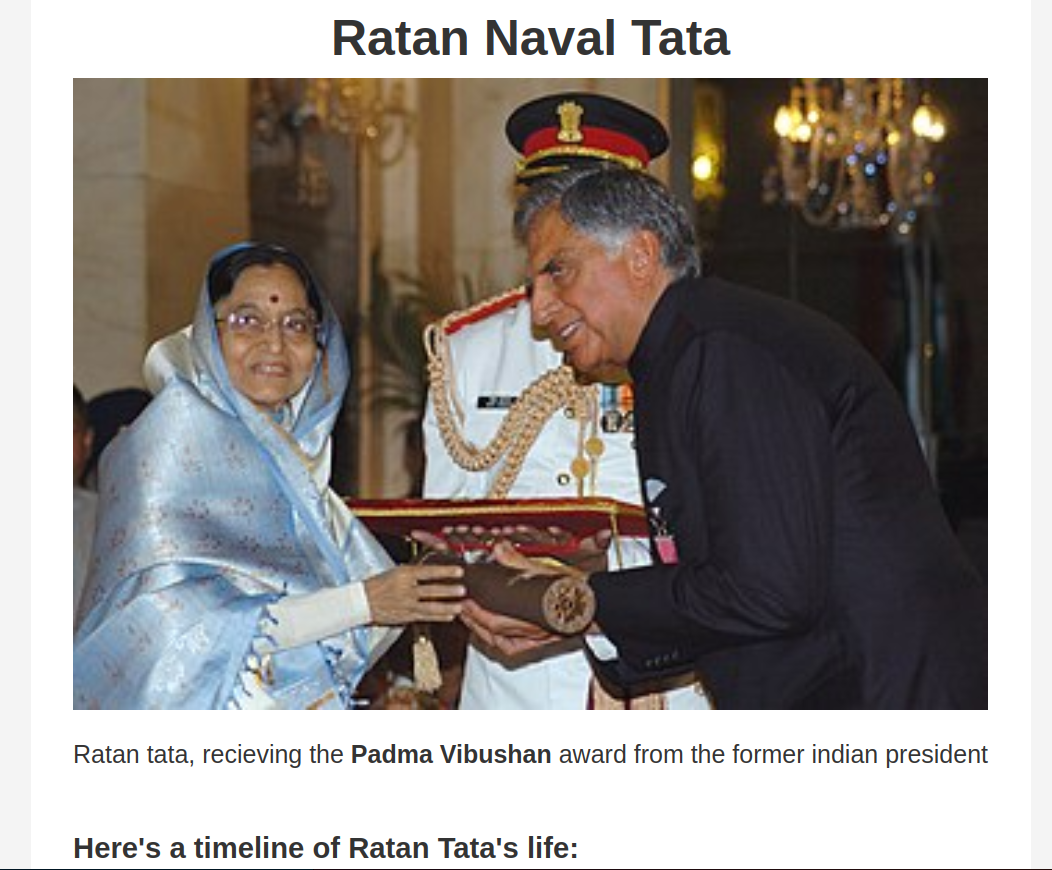 Ratan Naval Tata
Ratan tata, recieving the Padma Vibushan award from the former indian president
Here's a timeline of Ratan Tata's life: